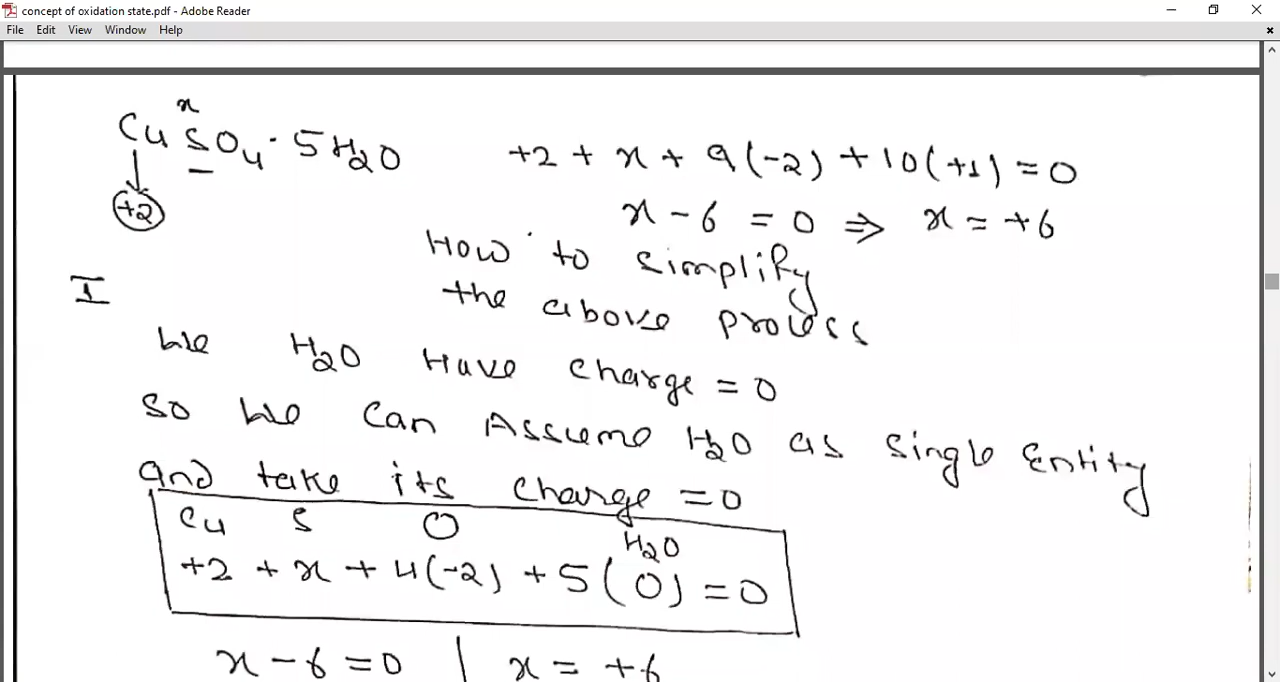 concept of oxidation state.pdf - Adobe Reader
File Edit View Window Help
x
CuSO4·5H2O +2 + x + 9(-2) + 10(+1) = 0
+2
x - 6 = 0 ⇒ x = +6
How to simplify
I
the above process
We H2O Have charge = 0
so we can Assume H2O as single Entity
and take its charge = 0
Cu S O H2O
+2 + x + 4(-2) + 5(0) = 0
x - 6 = 0 | x = +6